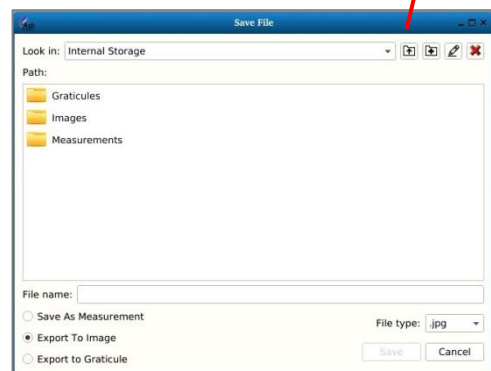 Save File
Look in: Internal Storage
Path:
Graticules
Images
Measurements
File name:
Save As Measurement
Export To Image
Export to Graticule
File type: .jpg
Save Cancel